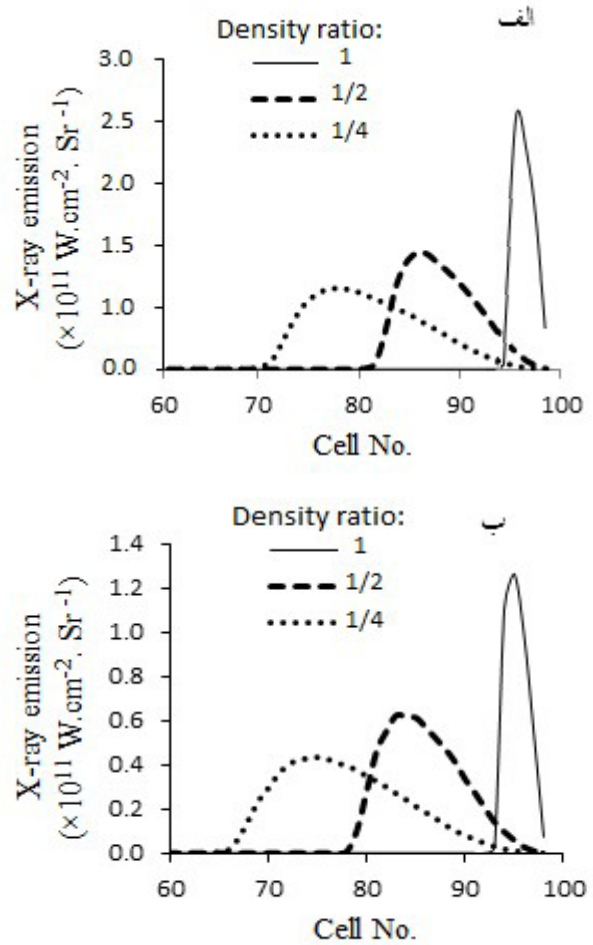 الف
Density ratio:
1
1/2
1/4
X-ray emission
(×10¹¹ W.cm⁻². Sr⁻¹)
3.0
2.5
2.0
1.5
1.0
0.0
60 70 80 90 100
Cell No.
ب
Density ratio:
1
1/2
1/4
X-ray emission
(×10¹¹ W.cm⁻². Sr⁻¹)
1.4
1.2
1.0
0.8
0.6
0.4
0.2
0.0
60 70 80 90 100
Cell No.